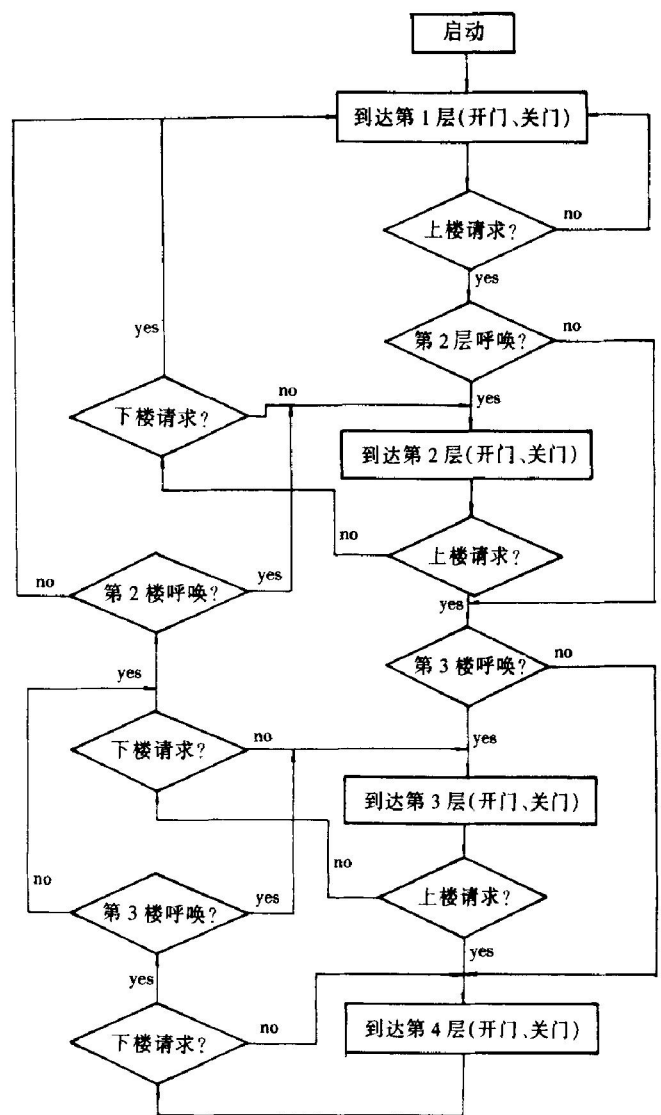 启动
到达第1层(开门、关门)
上楼请求?
no
yes
第2层呼唤?
no
yes
yes
下楼请求?
no
到达第2层(开门、关门)
上楼请求?
no
yes
第2楼呼唤?
no
yes
第3楼呼唤?
no
yes
yes
下楼请求?
no
到达第3层(开门、关门)
上楼请求?
no
yes
第3楼呼唤?
no
yes
yes
下楼请求?
no
到达第4层(开门、关门)